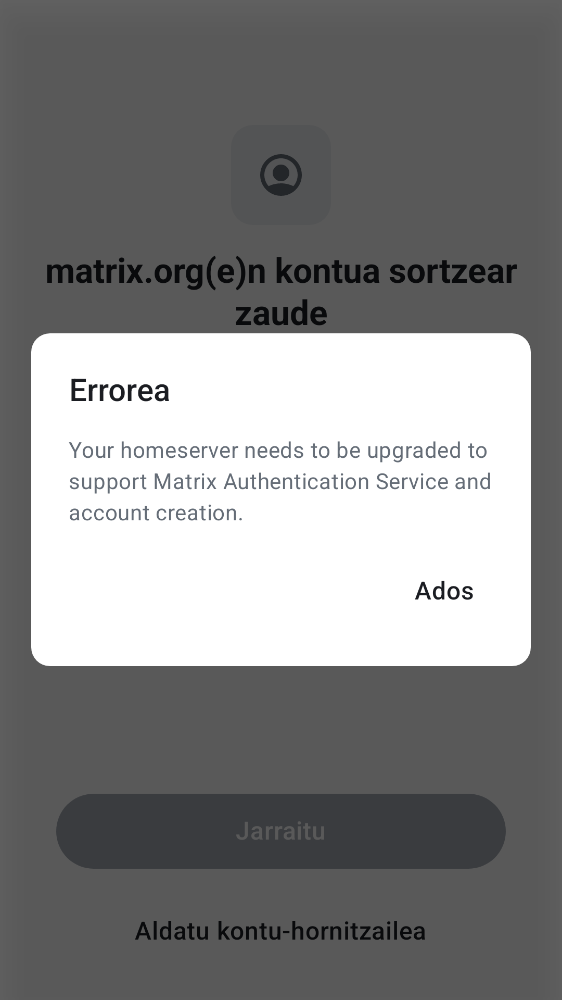 matrix.org(e)n kontua sortzear
zaude
Errorea
Your homeserver needs to be upgraded to
support Matrix Authentication Service and
account creation.
Ados
Jarraitu
Aldatu kontu-hornitzailea